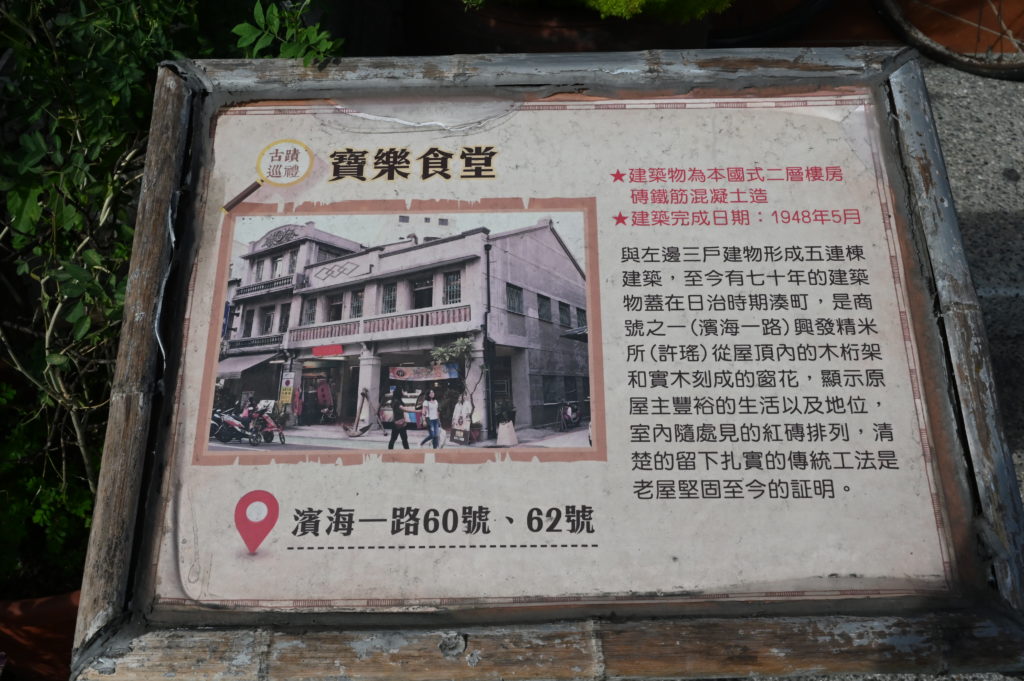 古蹟
巡禮
寶樂食堂
★建築物為本國式二層樓房
磚鐵筋混凝土造
★建築完成日期：1948年5月
與左邊三戶建物形成五連棟
建築，至今有七十年的建築
物蓋在日治時期湊町，是商
號之一(濱海一路)興發精米
所(許瑤)從屋頂內的木桁架
和實木刻成的窗花，顯示原
屋主豐裕的生活以及地位，
室內隨處見的紅磚排列，清
楚的留下扎實的傳統工法是
老屋堅固至今的証明。
濱海一路60號、62號